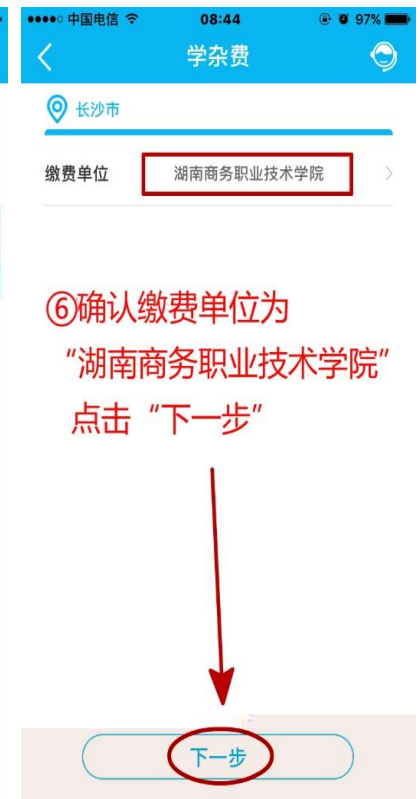 中国电信 08:44 97%
学杂费
长沙市
缴费单位 湖南商务职业技术学院
⑥确认缴费单位为
“湖南商务职业技术学院”
点击“下一步”
下一步